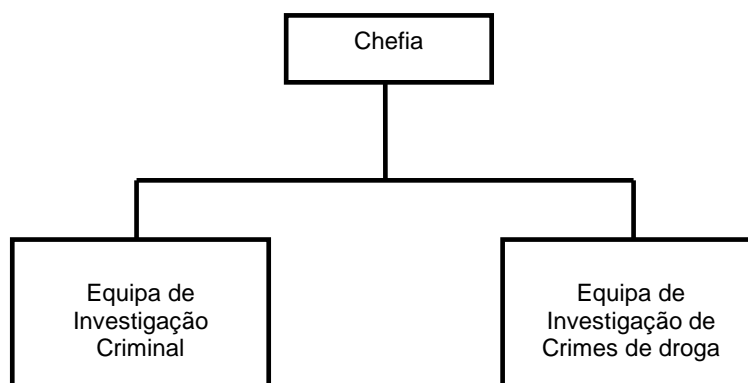 Chefia
Equipa de
Investigação
Criminal
Equipa de
Investigação de
Crimes de droga